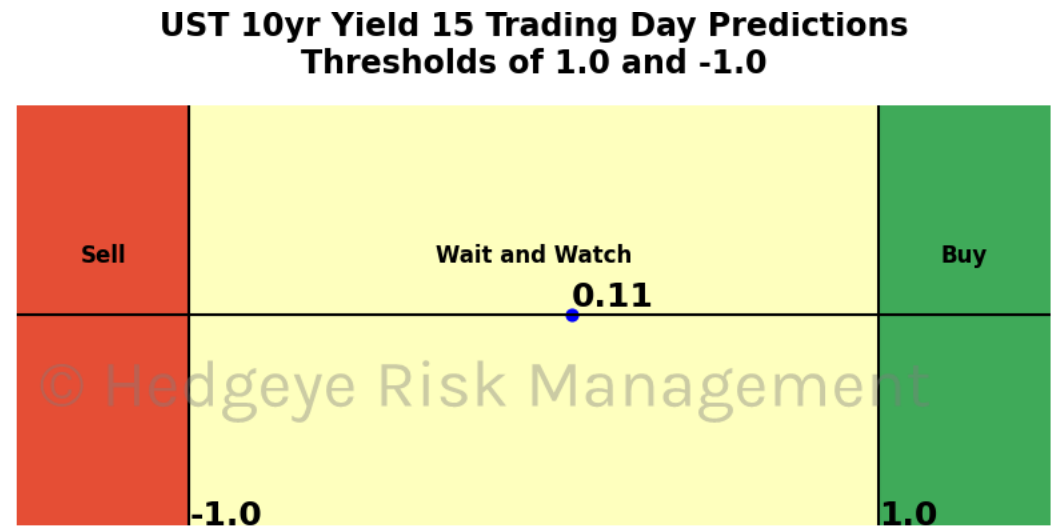 UST 10yr Yield 15 Trading Day Predictions
Thresholds of 1.0 and -1.0
Sell
Wait and Watch
Buy
0.11
© Hedgeye Risk Management
-1.0
1.0